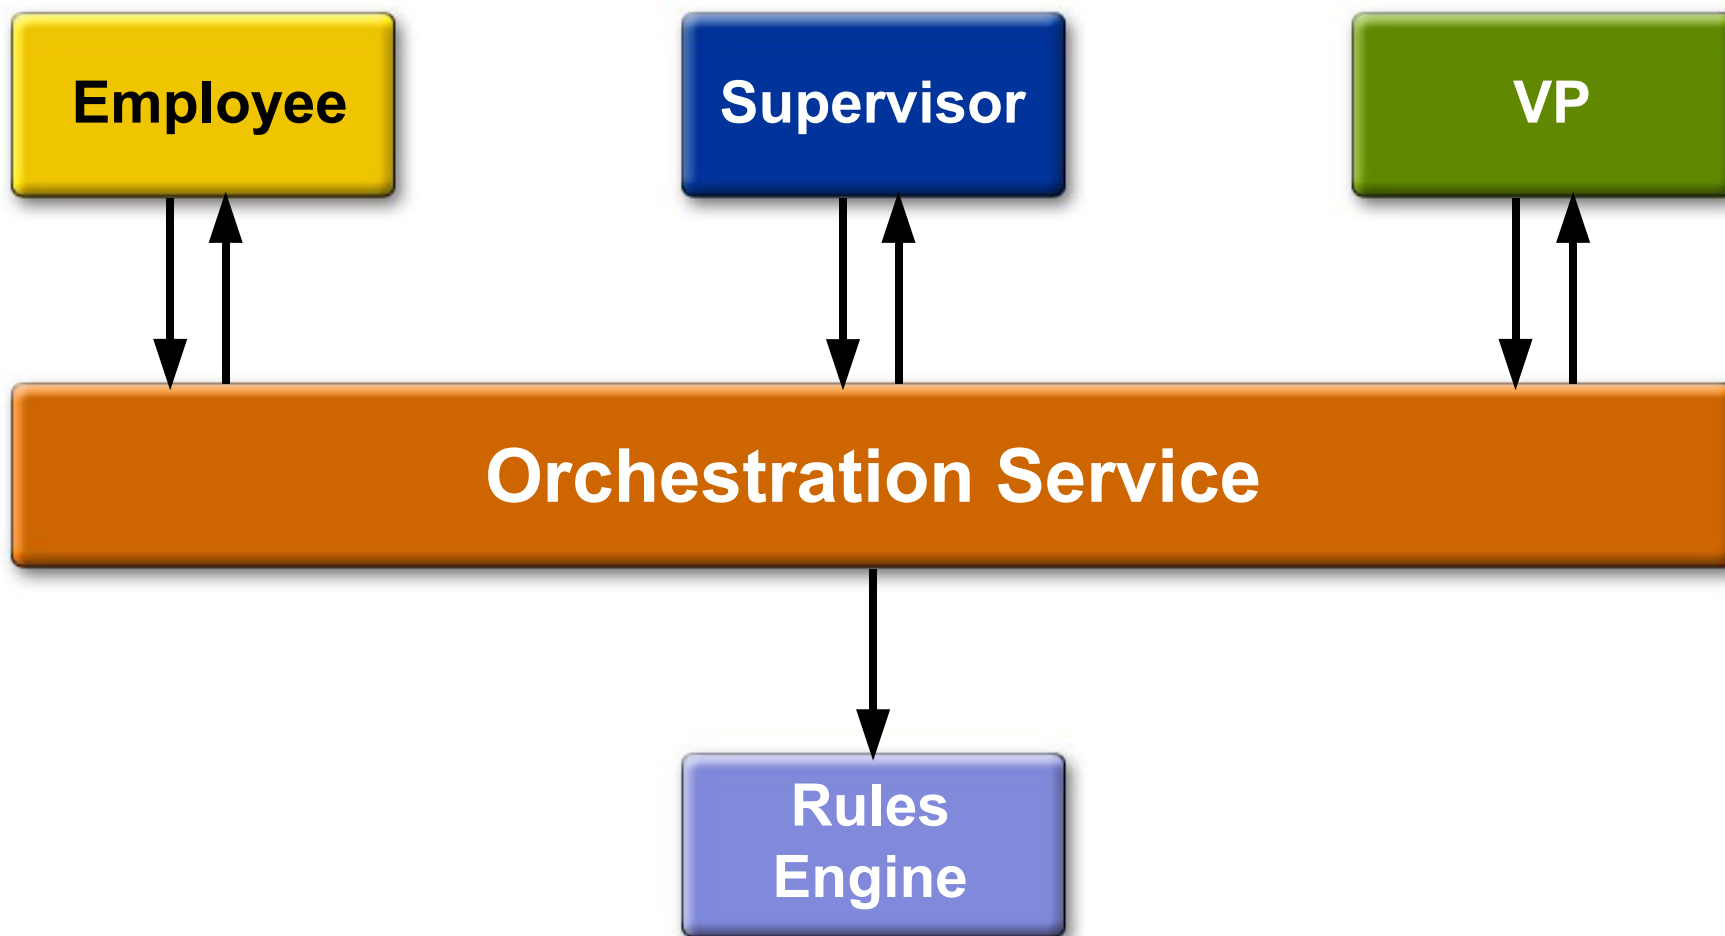 Employee
Supervisor
VP
Orchestration Service
Rules
Engine